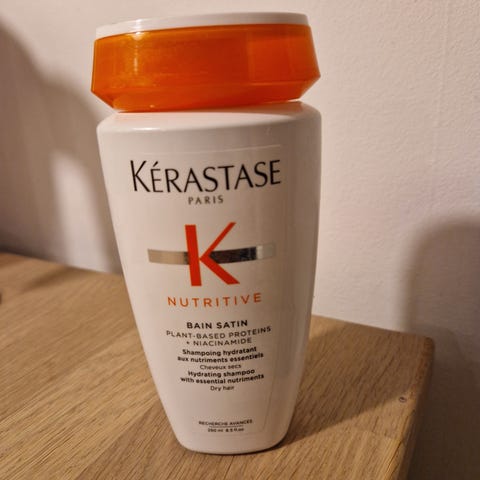 KÉRASTASE
PARIS
K
NUTRITIVE
BAIN SATIN
PLANT-BASED PROTEINS
+ NIACINAMIDE
Shampoing hydratant
aux nutriments essentiels
Cheveux secs
Hydrating shampoo
with essential nutriments
Dry hair
RECHERCHE AVANCÉE
250 ml 8.5 fl.oz